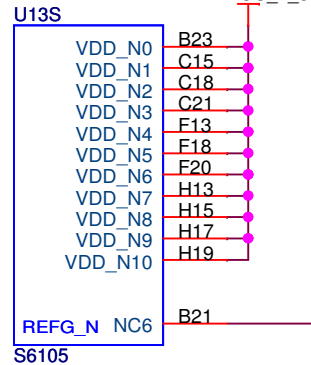 U13S
VDD_N0 B23
VDD_N1 C15
VDD_N2 C18
VDD_N3 C21
VDD_N4 F13
VDD_N5 F18
VDD_N6 F20
VDD_N7 H13
VDD_N8 H15
VDD_N9 H17
VDD_N10 H19
REFG_N NC6 B21
S6105